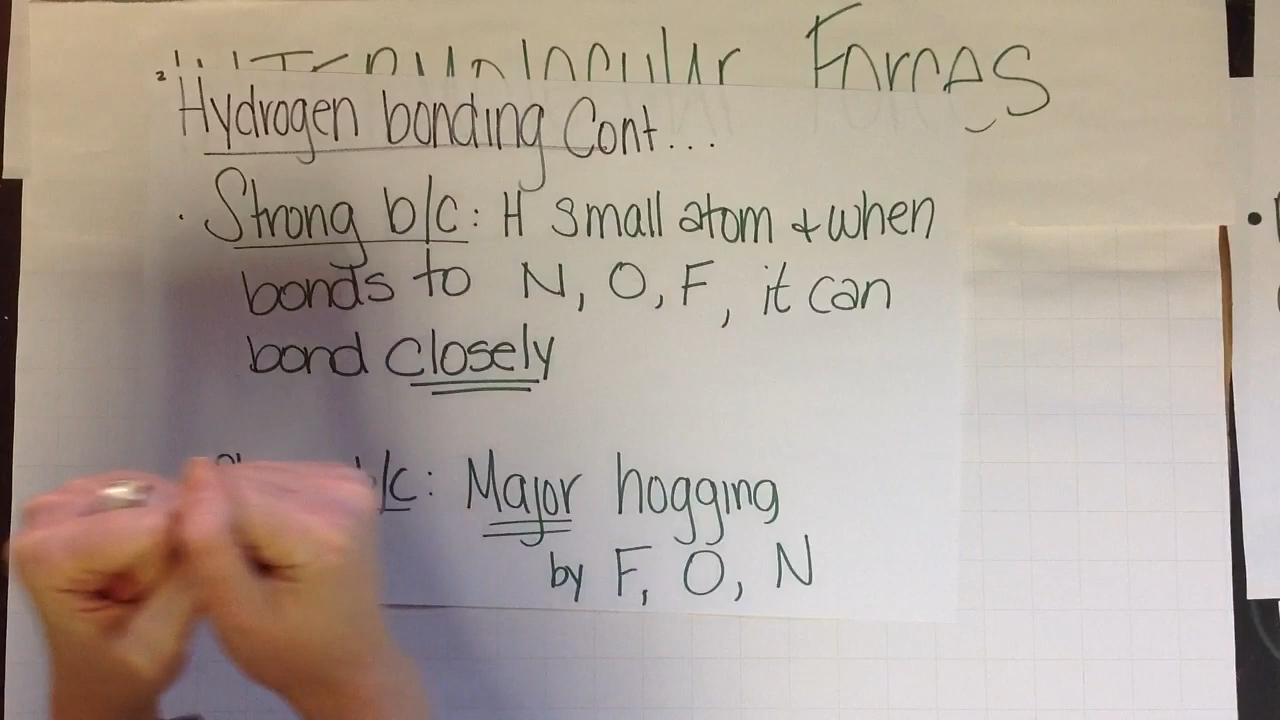 Forces
Hydrogen bonding Cont...
· Strong b/c: H small atom + when
bonds to N, O, F, it can
bond closely
b/c: Major hogging
by F, O, N